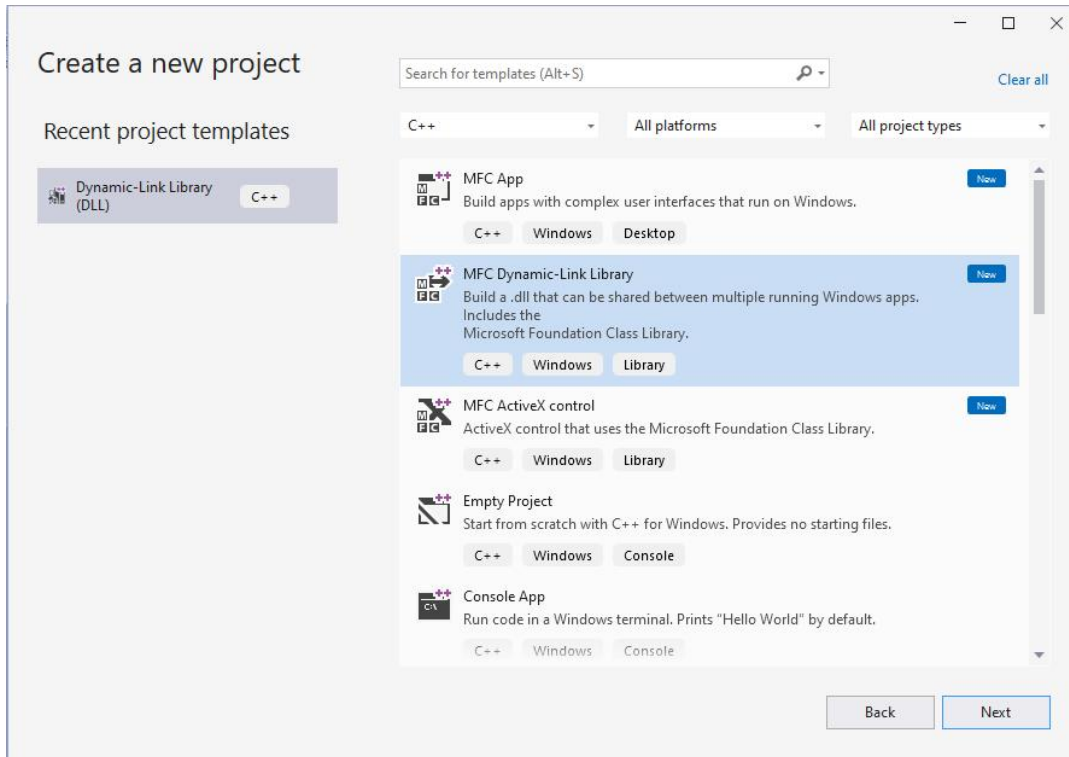 Create a new project
Search for templates (Alt+S)
Clear all
Recent project templates
C++
All platforms
All project types
Dynamic-Link Library
(DLL)
C++
MFC App
New
Build apps with complex user interfaces that run on Windows.
C++ Windows Desktop
MFC Dynamic-Link Library
New
Build a .dll that can be shared between multiple running Windows apps.
Includes the
Microsoft Foundation Class Library.
C++ Windows Library
MFC ActiveX control
New
ActiveX control that uses the Microsoft Foundation Class Library.
C++ Windows Library
Empty Project
Start from scratch with C++ for Windows. Provides no starting files.
C++ Windows Console
Console App
Run code in a Windows terminal. Prints "Hello World" by default.
C++ Windows Console
Back
Next